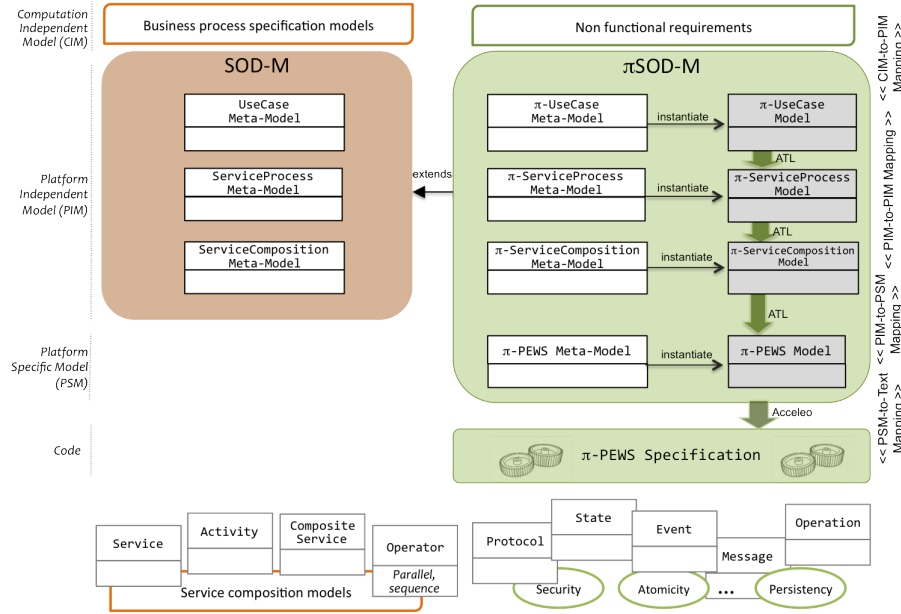 Computation
Independent
Model (CIM)
Business process specification models
Non functional requirements
<< CIM-to-PIM
Mapping >>
SOD-M
πSOD-M
UseCase
Meta-Model
π-UseCase
Meta-Model
instantiate
π-UseCase
Model
ATL
Platform
Independent
Model (PIM)
ServiceProcess
Meta-Model
extends
π-ServiceProcess
Meta-Model
instantiate
π-ServiceProcess
Model
<< PIM-to-PIM Mapping >>
ATL
ServiceComposition
Meta-Model
π-ServiceComposition
Meta-Model
instantiate
π-ServiceComposition
Model
ATL
<< PIM-to-PSM
Mapping >>
Platform
Specific Model
(PSM)
π-PEWS Meta-Model
instantiate
π-PEWS Model
Acceleo
<< PSM-to-Text
Mapping >>
Code
π-PEWS Specification
Service
Activity
Composite
Service
Operator
Parallel,
sequence
Service composition models
Protocol
State
Event
Message
Operation
Security
Atomicity
...
Persistency